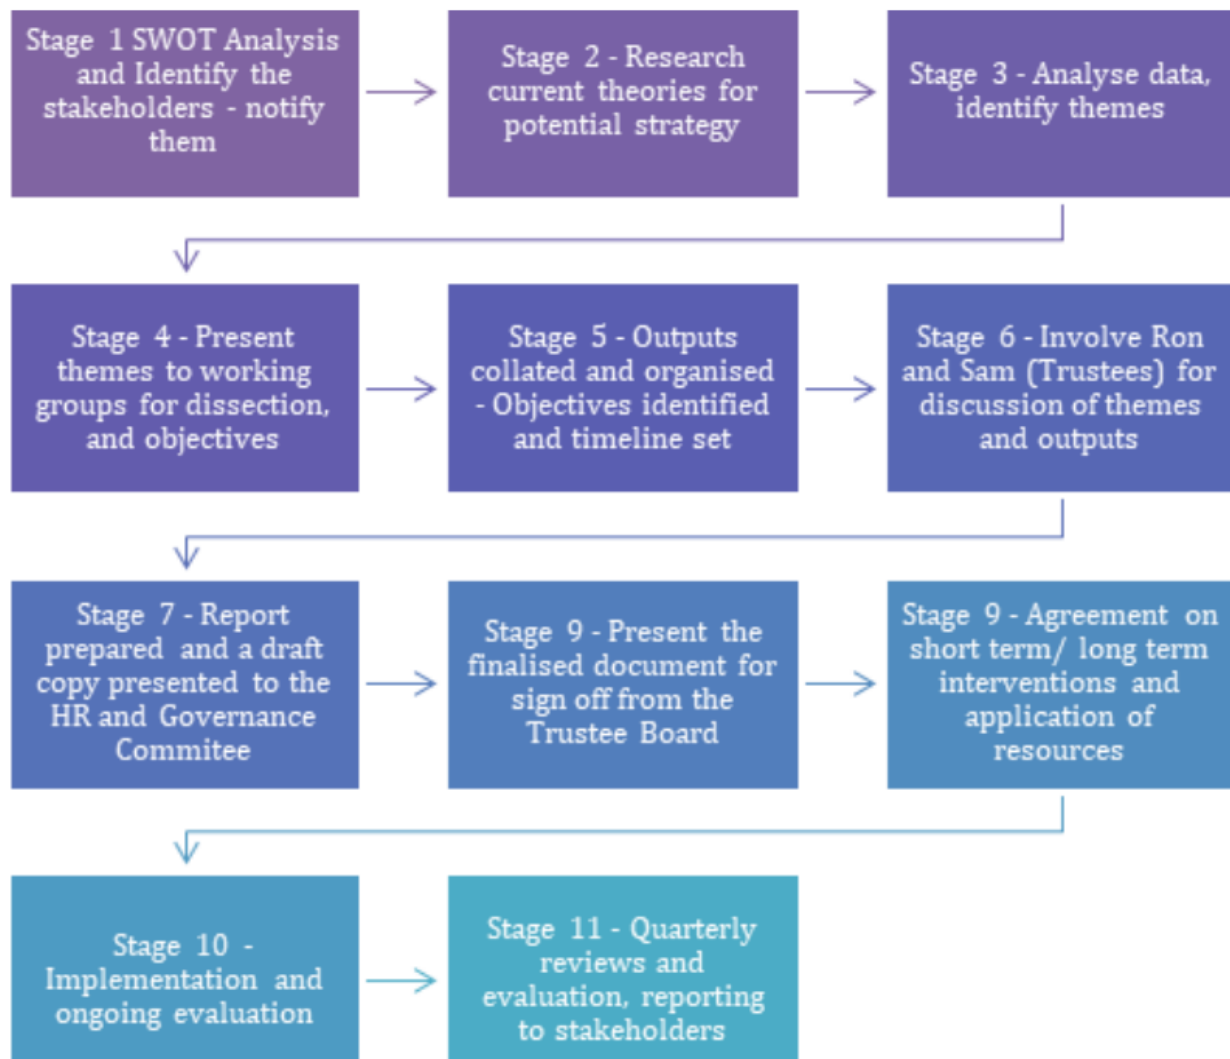 Stage 1 SWOT Analysis
and Identify the
stakeholders - notify
them
Stage 2 - Research
current theories for
potential strategy
Stage 3 - Analyse data,
identify themes
Stage 4 - Present
themes to working
groups for dissection,
and objectives
Stage 5 - Outputs
collated and organised
- Objectives identified
and timeline set
Stage 6 - Involve Ron
and Sam (Trustees) for
discussion of themes
and outputs
Stage 7 - Report
prepared and a draft
copy presented to the
HR and Governance
Commitee
Stage 9 - Present the
finalised document for
sign off from the
Trustee Board
Stage 9 - Agreement on
short term/ long term
interventions and
application of
resources
Stage 10 -
Implementation and
ongoing evaluation
Stage 11 - Quarterly
reviews and
evaluation, reporting
to stakeholders